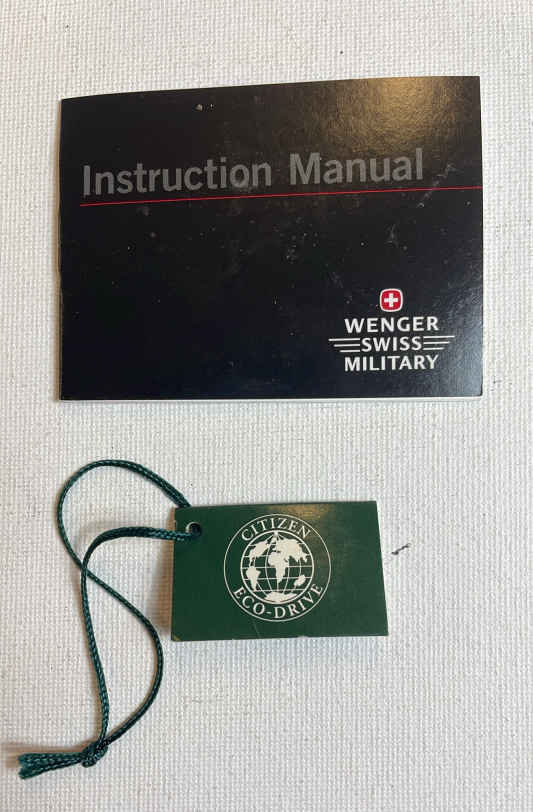 Instruction Manual
WENGER
SWISS
MILITARY
CITIZEN
ECO-DRIVE